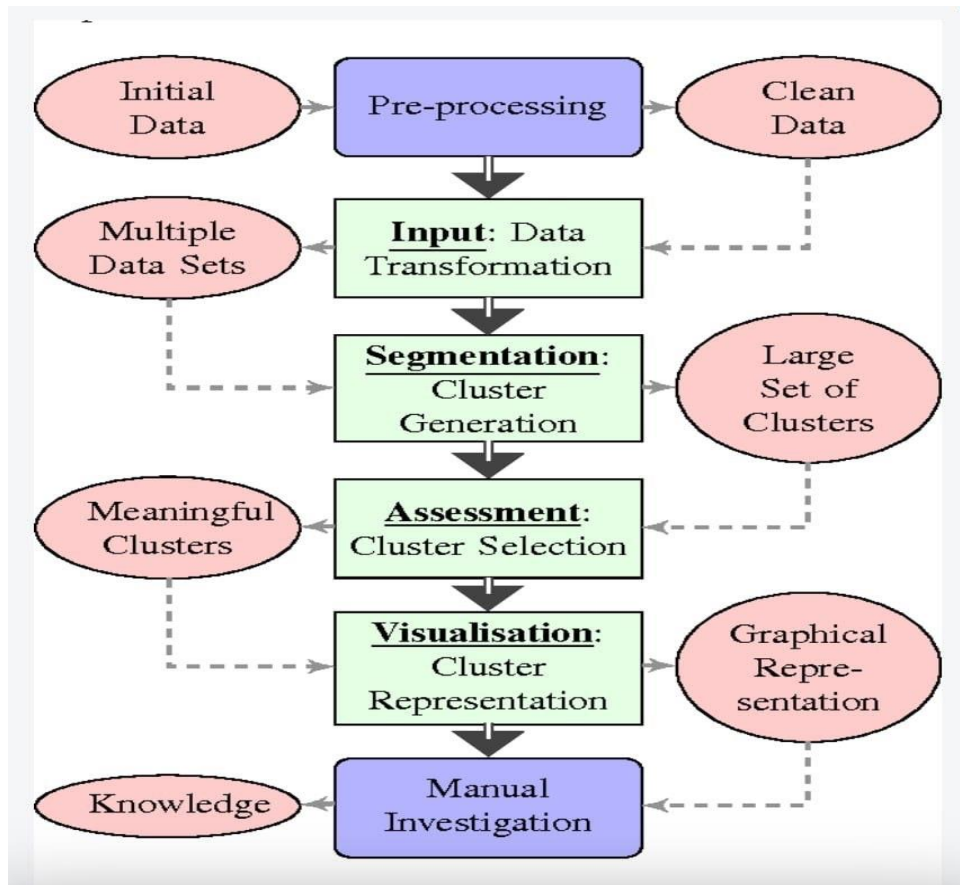 Initial
Data
Pre-processing
Clean
Data
Multiple
Data Sets
Input: Data
Transformation
Segmentation:
Cluster
Generation
Large
Set of
Clusters
Meaningful
Clusters
Assessment:
Cluster Selection
Visualisation:
Cluster
Representation
Graphical
Repre-
sentation
Knowledge
Manual
Investigation